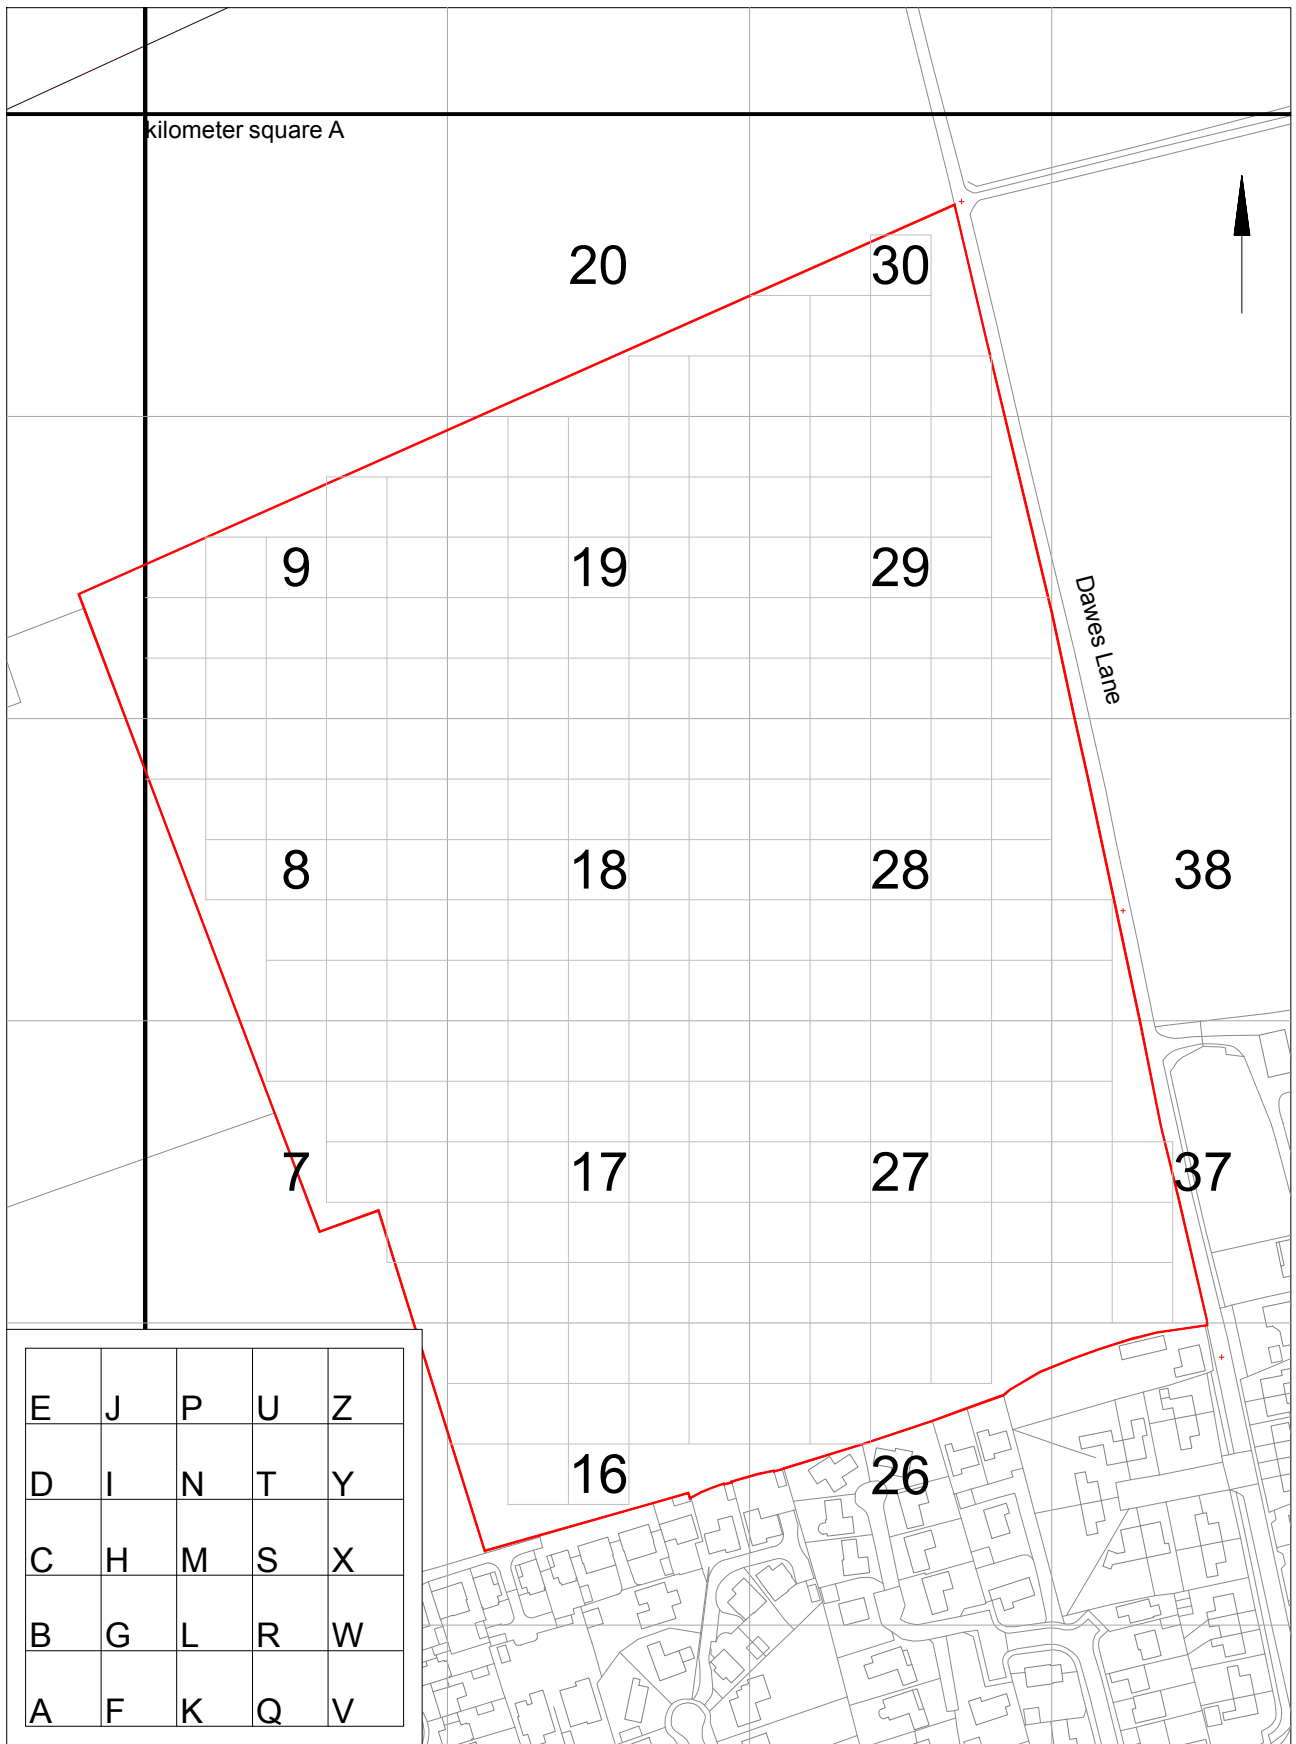 kilometer square A
20 30
9 19 29
Dawes Lane
8 18 28 38
7 17 27 37
16 26
E J P U Z
D I N T Y
C H M S X
B G L R W
A F K Q V